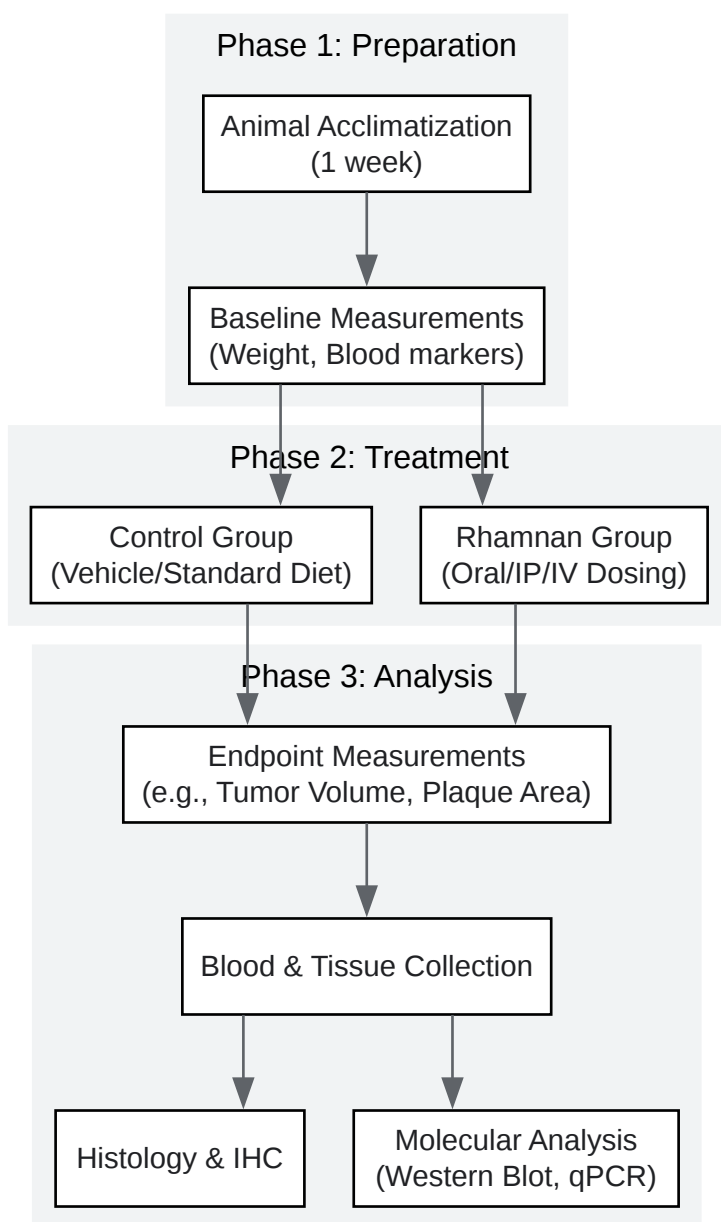 Phase 1: Preparation
Animal Acclimatization
(1 week)
Baseline Measurements
(Weight, Blood markers)
Phase 2: Treatment
Control Group
(Vehicle/Standard Diet)
Rhamnan Group
(Oral/IP/IV Dosing)
Phase 3: Analysis
Endpoint Measurements
(e.g., Tumor Volume, Plaque Area)
Blood & Tissue Collection
Histology & IHC
Molecular Analysis
(Western Blot, qPCR)